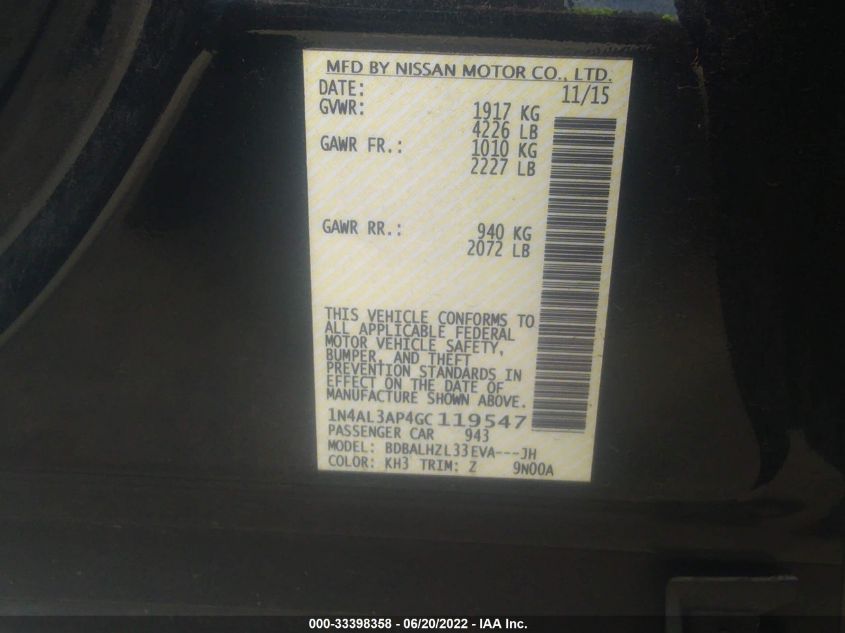 MFD BY NISSAN MOTOR CO., LTD.
DATE: 11/15
GVWR: 1917 KG
4226 LB
GAWR FR.: 1010 KG
2227 LB
GAWR RR.: 940 KG
2072 LB
THIS VEHICLE CONFORMS TO
ALL APPLICABLE FEDERAL
MOTOR VEHICLE SAFETY,
BUMPER, AND THEFT
PREVENTION STANDARDS IN
EFFECT ON THE DATE OF
MANUFACTURE SHOWN ABOVE.
1N4AL3AP4GC119547
PASSENGER CAR 943
MODEL: BDBALHZL33EVA---JH
COLOR: KH3 TRIM: Z 9N00A
000-33398358 - 06/20/2022 - IAA Inc.